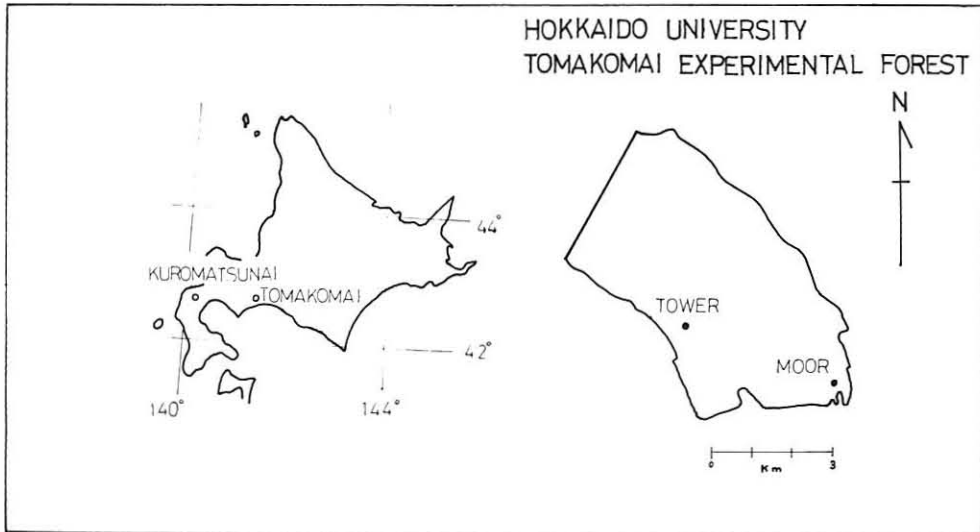 HOKKAIDO UNIVERSITY
TOMAKOMAI EXPERIMENTAL FOREST
N
44°
KUROMATSUNAI
TOMAKOMAI
42°
140°
144°
TOWER
MOOR
0
3
Km